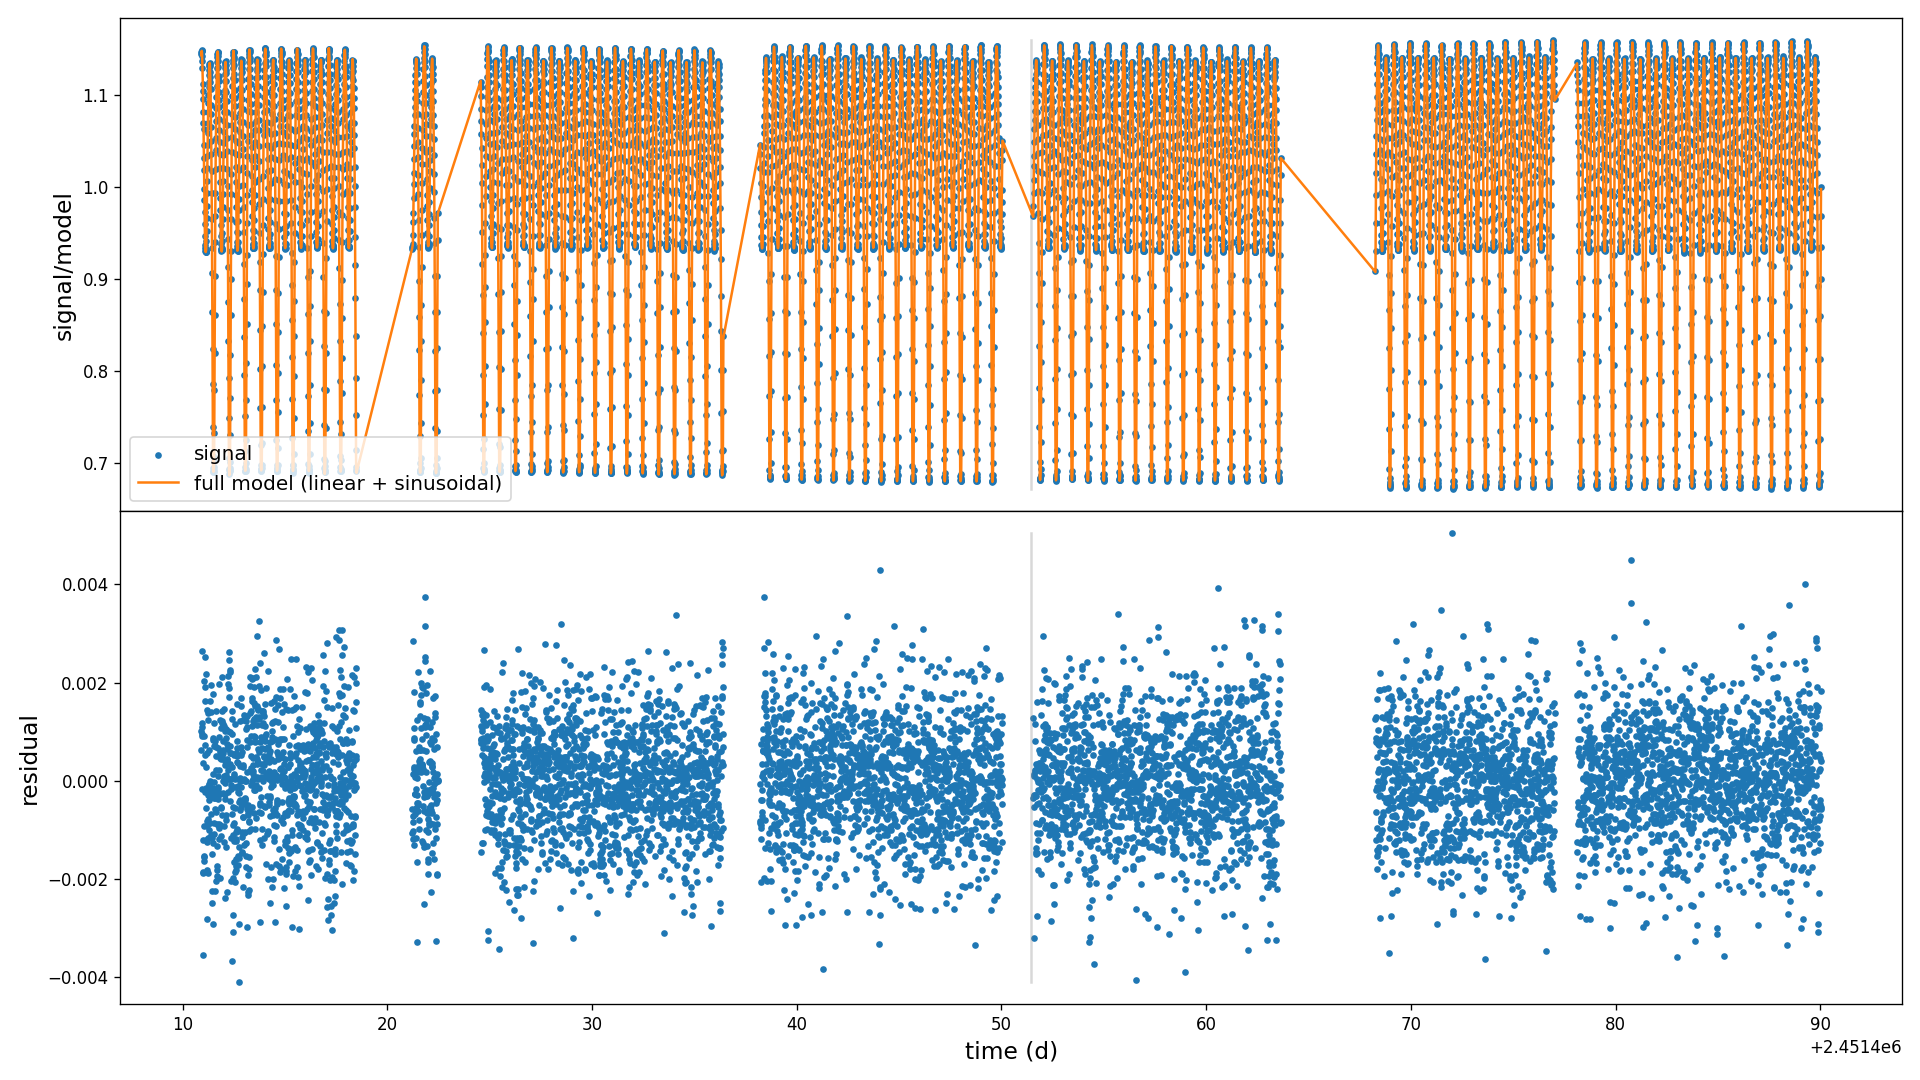 1.1
1.0
0.9
0.8
0.7
signal/model
signal
full model (linear + sinusoidal)
0.004
0.002
0.000
−0.002
−0.004
residual
10 20 30 40 50 60 70 80 90
time (d)
+2.4514e6